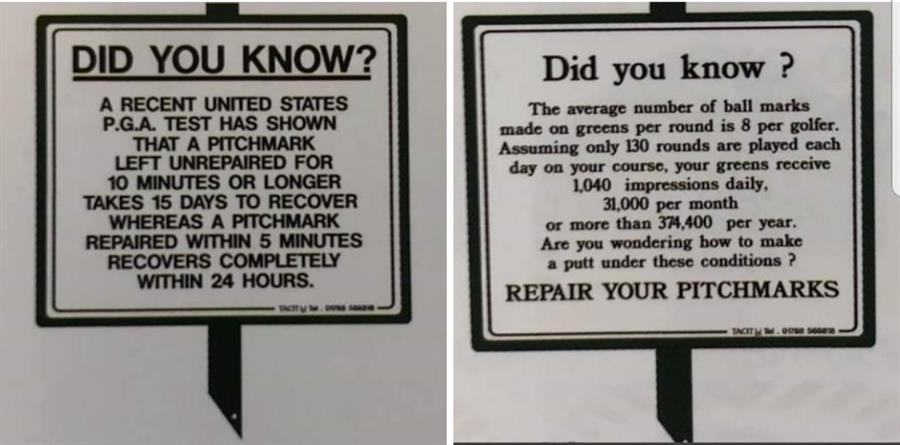 DID YOU KNOW?
A RECENT UNITED STATES
P.G.A. TEST HAS SHOWN
THAT A PITCHMARK
LEFT UNREPAIRED FOR
10 MINUTES OR LONGER
TAKES 15 DAYS TO RECOVER
WHEREAS A PITCHMARK
REPAIRED WITHIN 5 MINUTES
RECOVERS COMPLETELY
WITHIN 24 HOURS.
TACIT
Did you know ?
The average number of ball marks
made on greens per round is 8 per golfer.
Assuming only 130 rounds are played each
day on your course, your greens receive
1,040 impressions daily,
31,000 per month
or more than 374,400 per year.
Are you wondering how to make
a putt under these conditions ?
REPAIR YOUR PITCHMARKS
TACIT